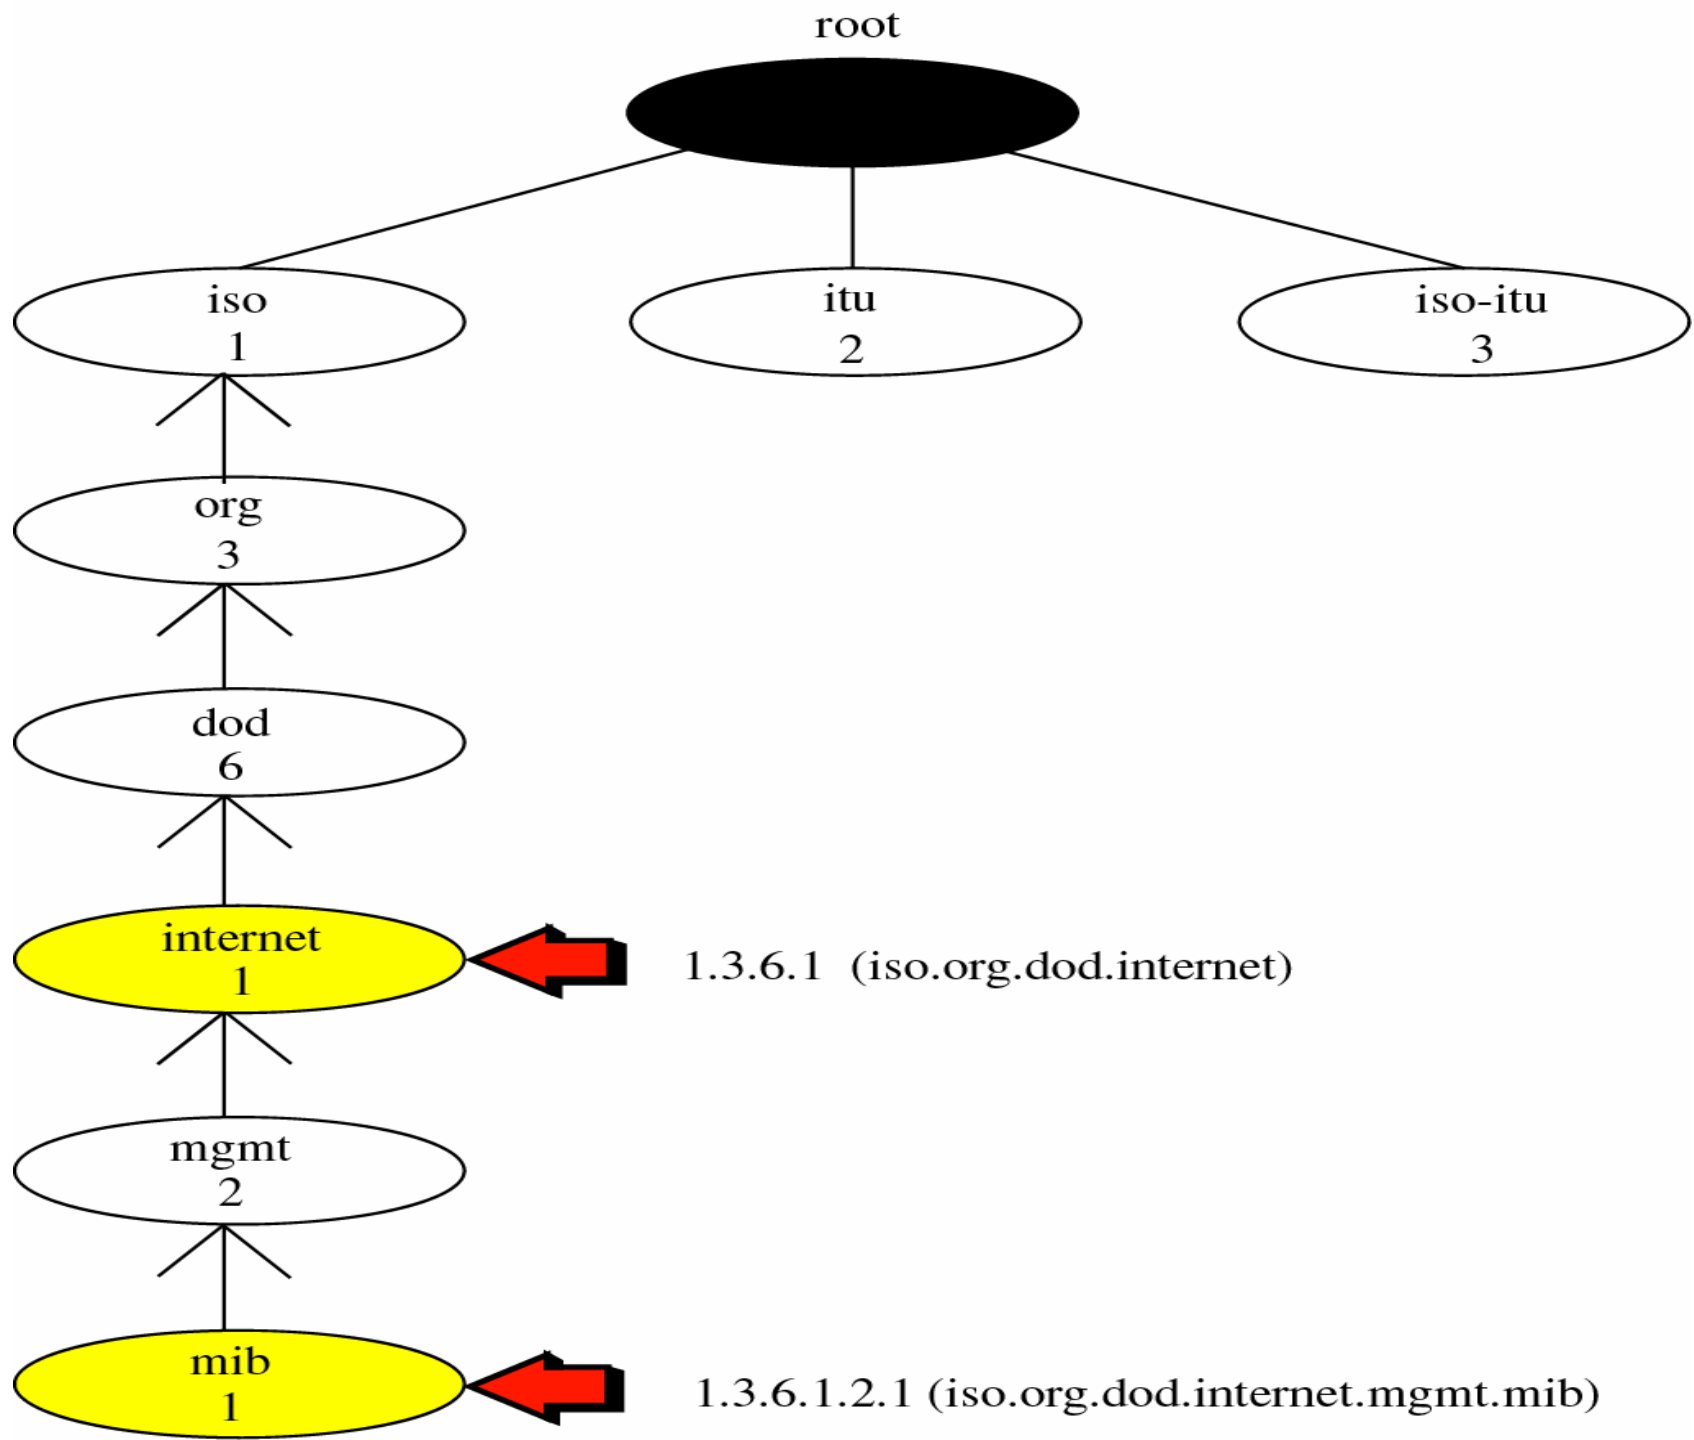 root
iso
1
itu
2
iso-itu
3
org
3
dod
6
internet
1
1.3.6.1 (iso.org.dod.internet)
mgmt
2
mib
1
1.3.6.1.2.1 (iso.org.dod.internet.mgmt.mib)